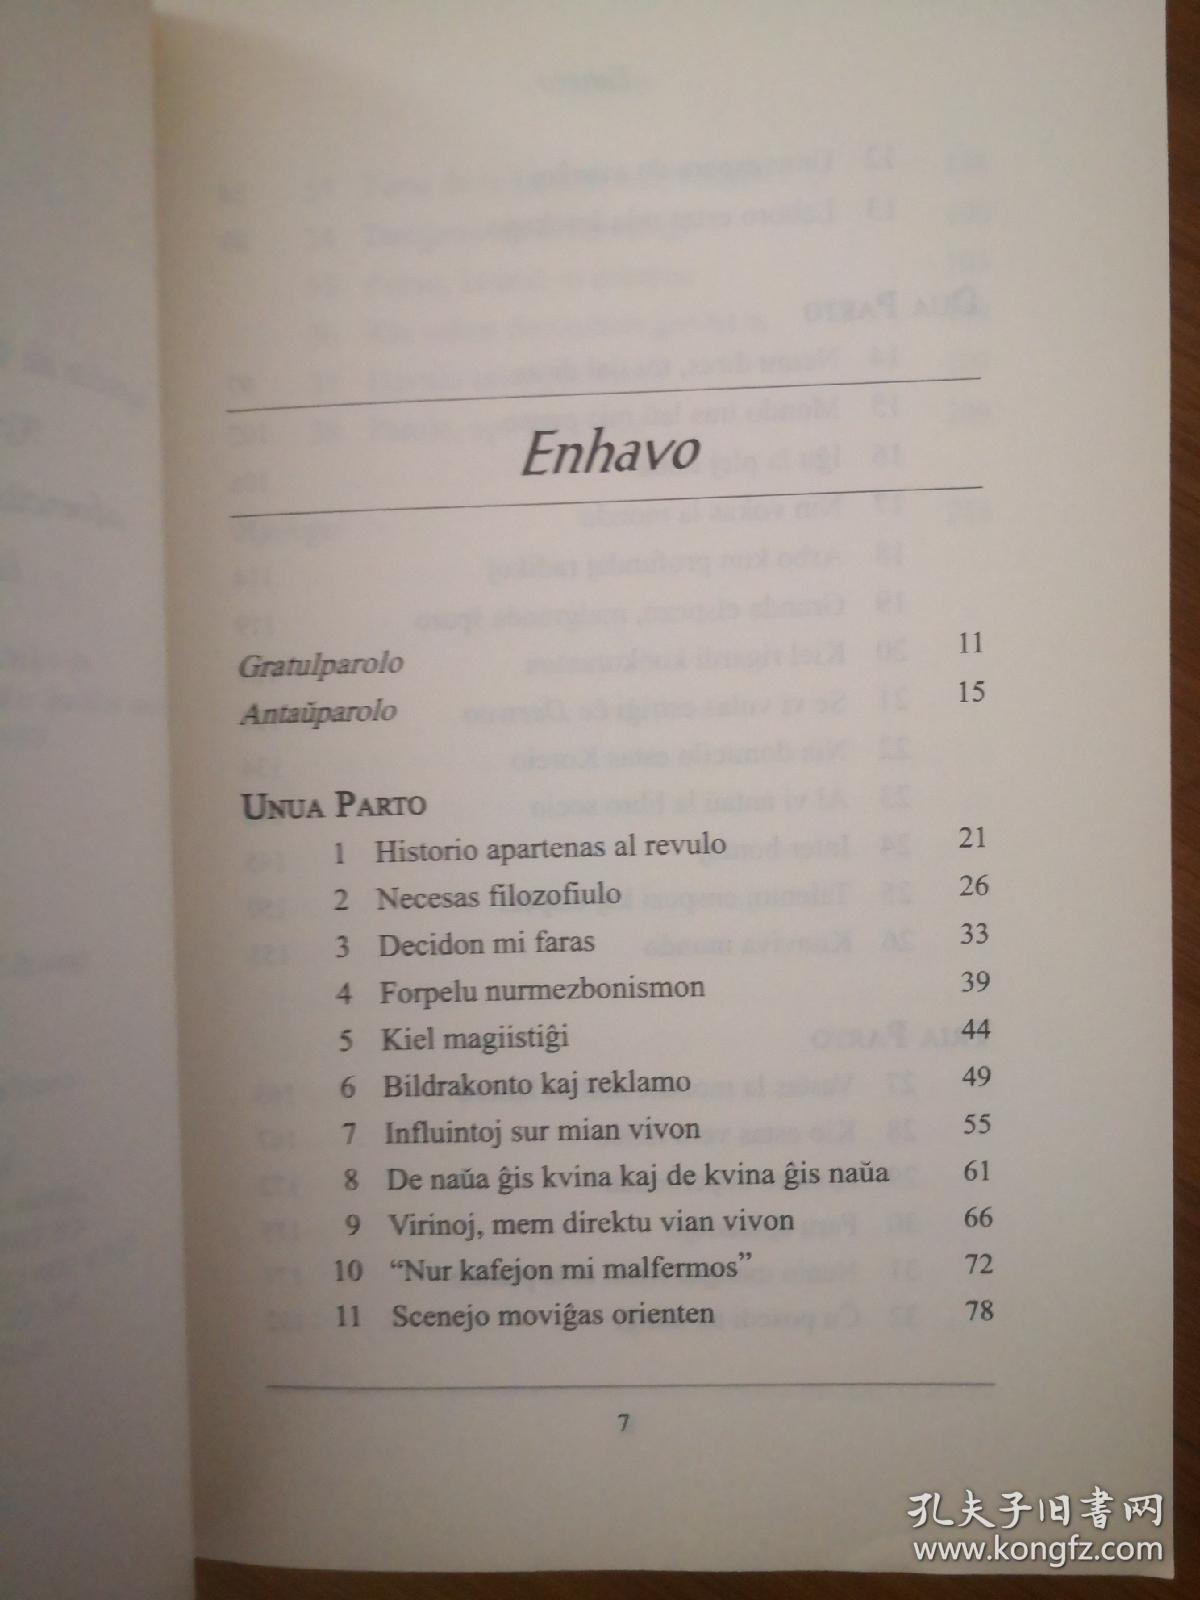 Enhavo
Gratulparolo 11
Antaŭparolo 15
UNUA PARTO
1 Historio apartenas al revulo 21
2 Necesas filozofiulo 26
3 Decidon mi faras 33
4 Forpelu nurmezbonismon 39
5 Kiel magiistiĝi 44
6 Bildrakonto kaj reklamo 49
7 Influintoj sur mian vivon 55
8 De naŭa ĝis kvina kaj de kvina ĝis naŭa 61
9 Virinoj, mem direktu vian vivon 66
10 “Nur kafejon mi malfermos” 72
11 Scenejo moviĝas orienten 78
7
孔夫子旧书网
www.kongfz.com